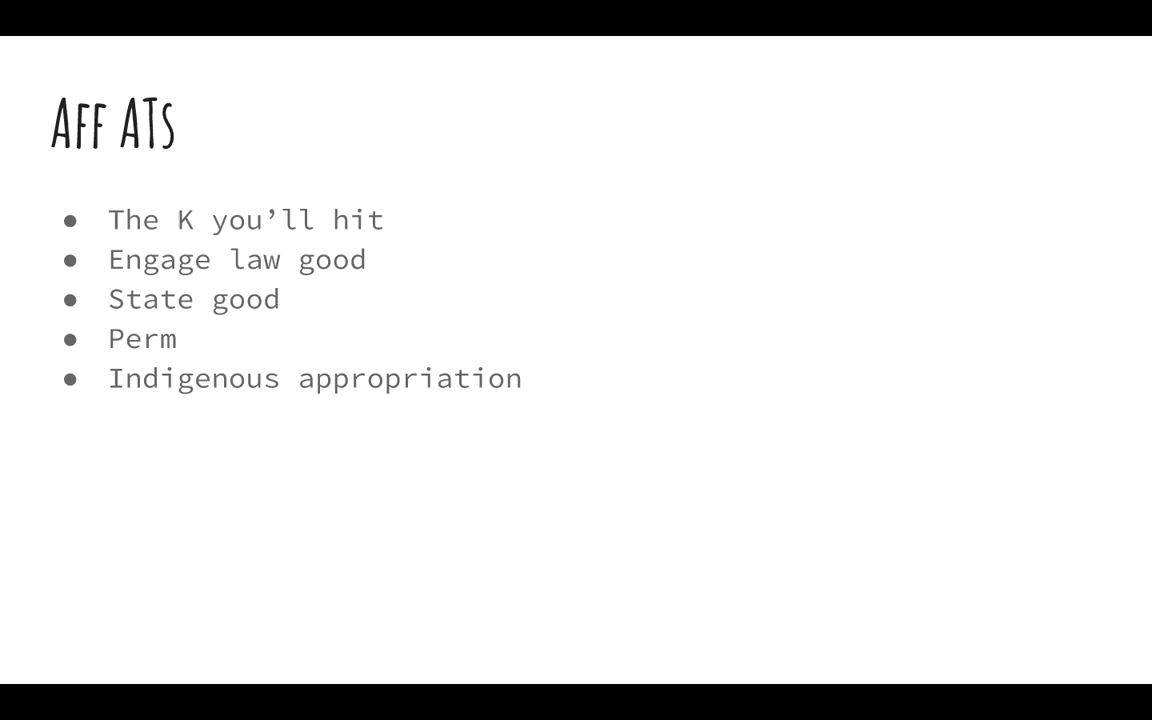 Aff ATs
● The K you’ll hit
● Engage law good
● State good
● Perm
● Indigenous appropriation